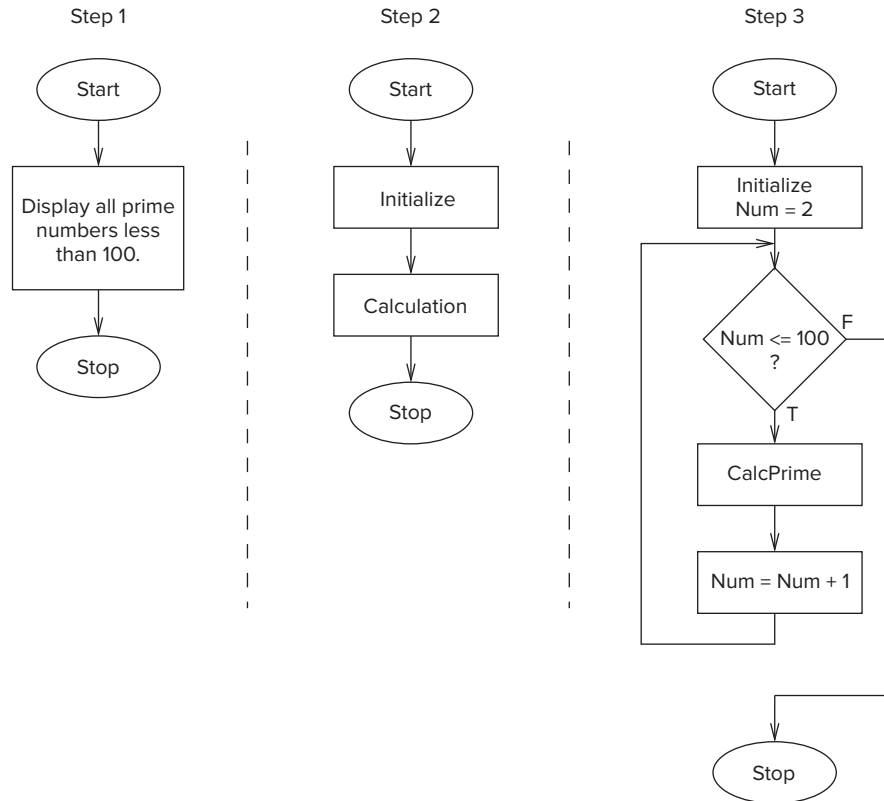 Step 1
Start
Display all prime
numbers less
than 100.
Stop
Step 2
Start
Initialize
Calculation
Stop
Step 3
Start
Initialize
Num = 2
Num <= 100
?
F
T
CalcPrime
Num = Num + 1
Stop